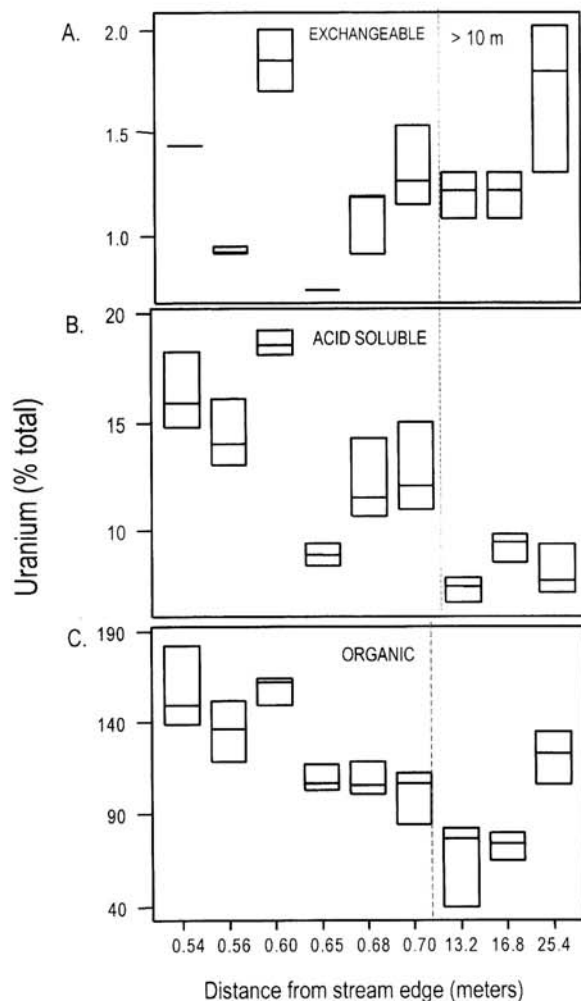 A.
EXCHANGEABLE
> 10 m
2.0
1.5
1.0
B.
ACID SOLUBLE
20
15
10
Uranium (% total)
C.
ORGANIC
190
140
90
40
0.54 0.56 0.60 0.65 0.68 0.70 13.2 16.8 25.4
Distance from stream edge (meters)